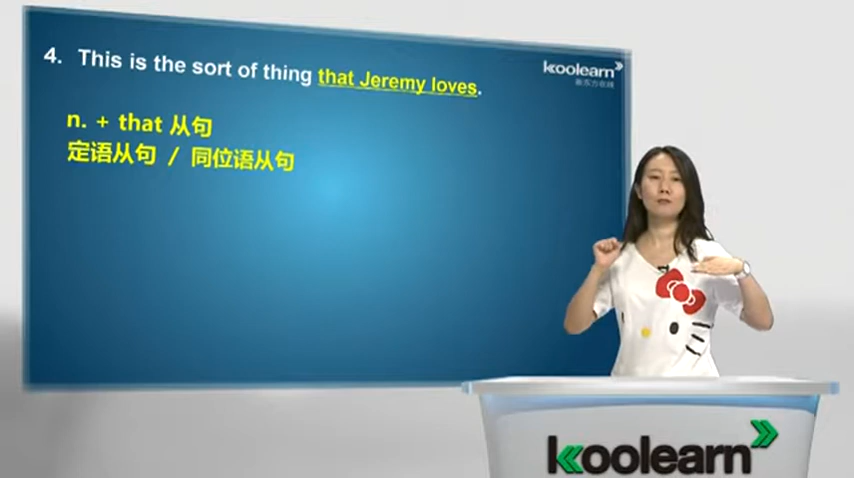 4. This is the sort of thing that Jeremy loves.
koolearn
新东方在线
n. + that 从句
定语从句 / 同位语从句
koolearn